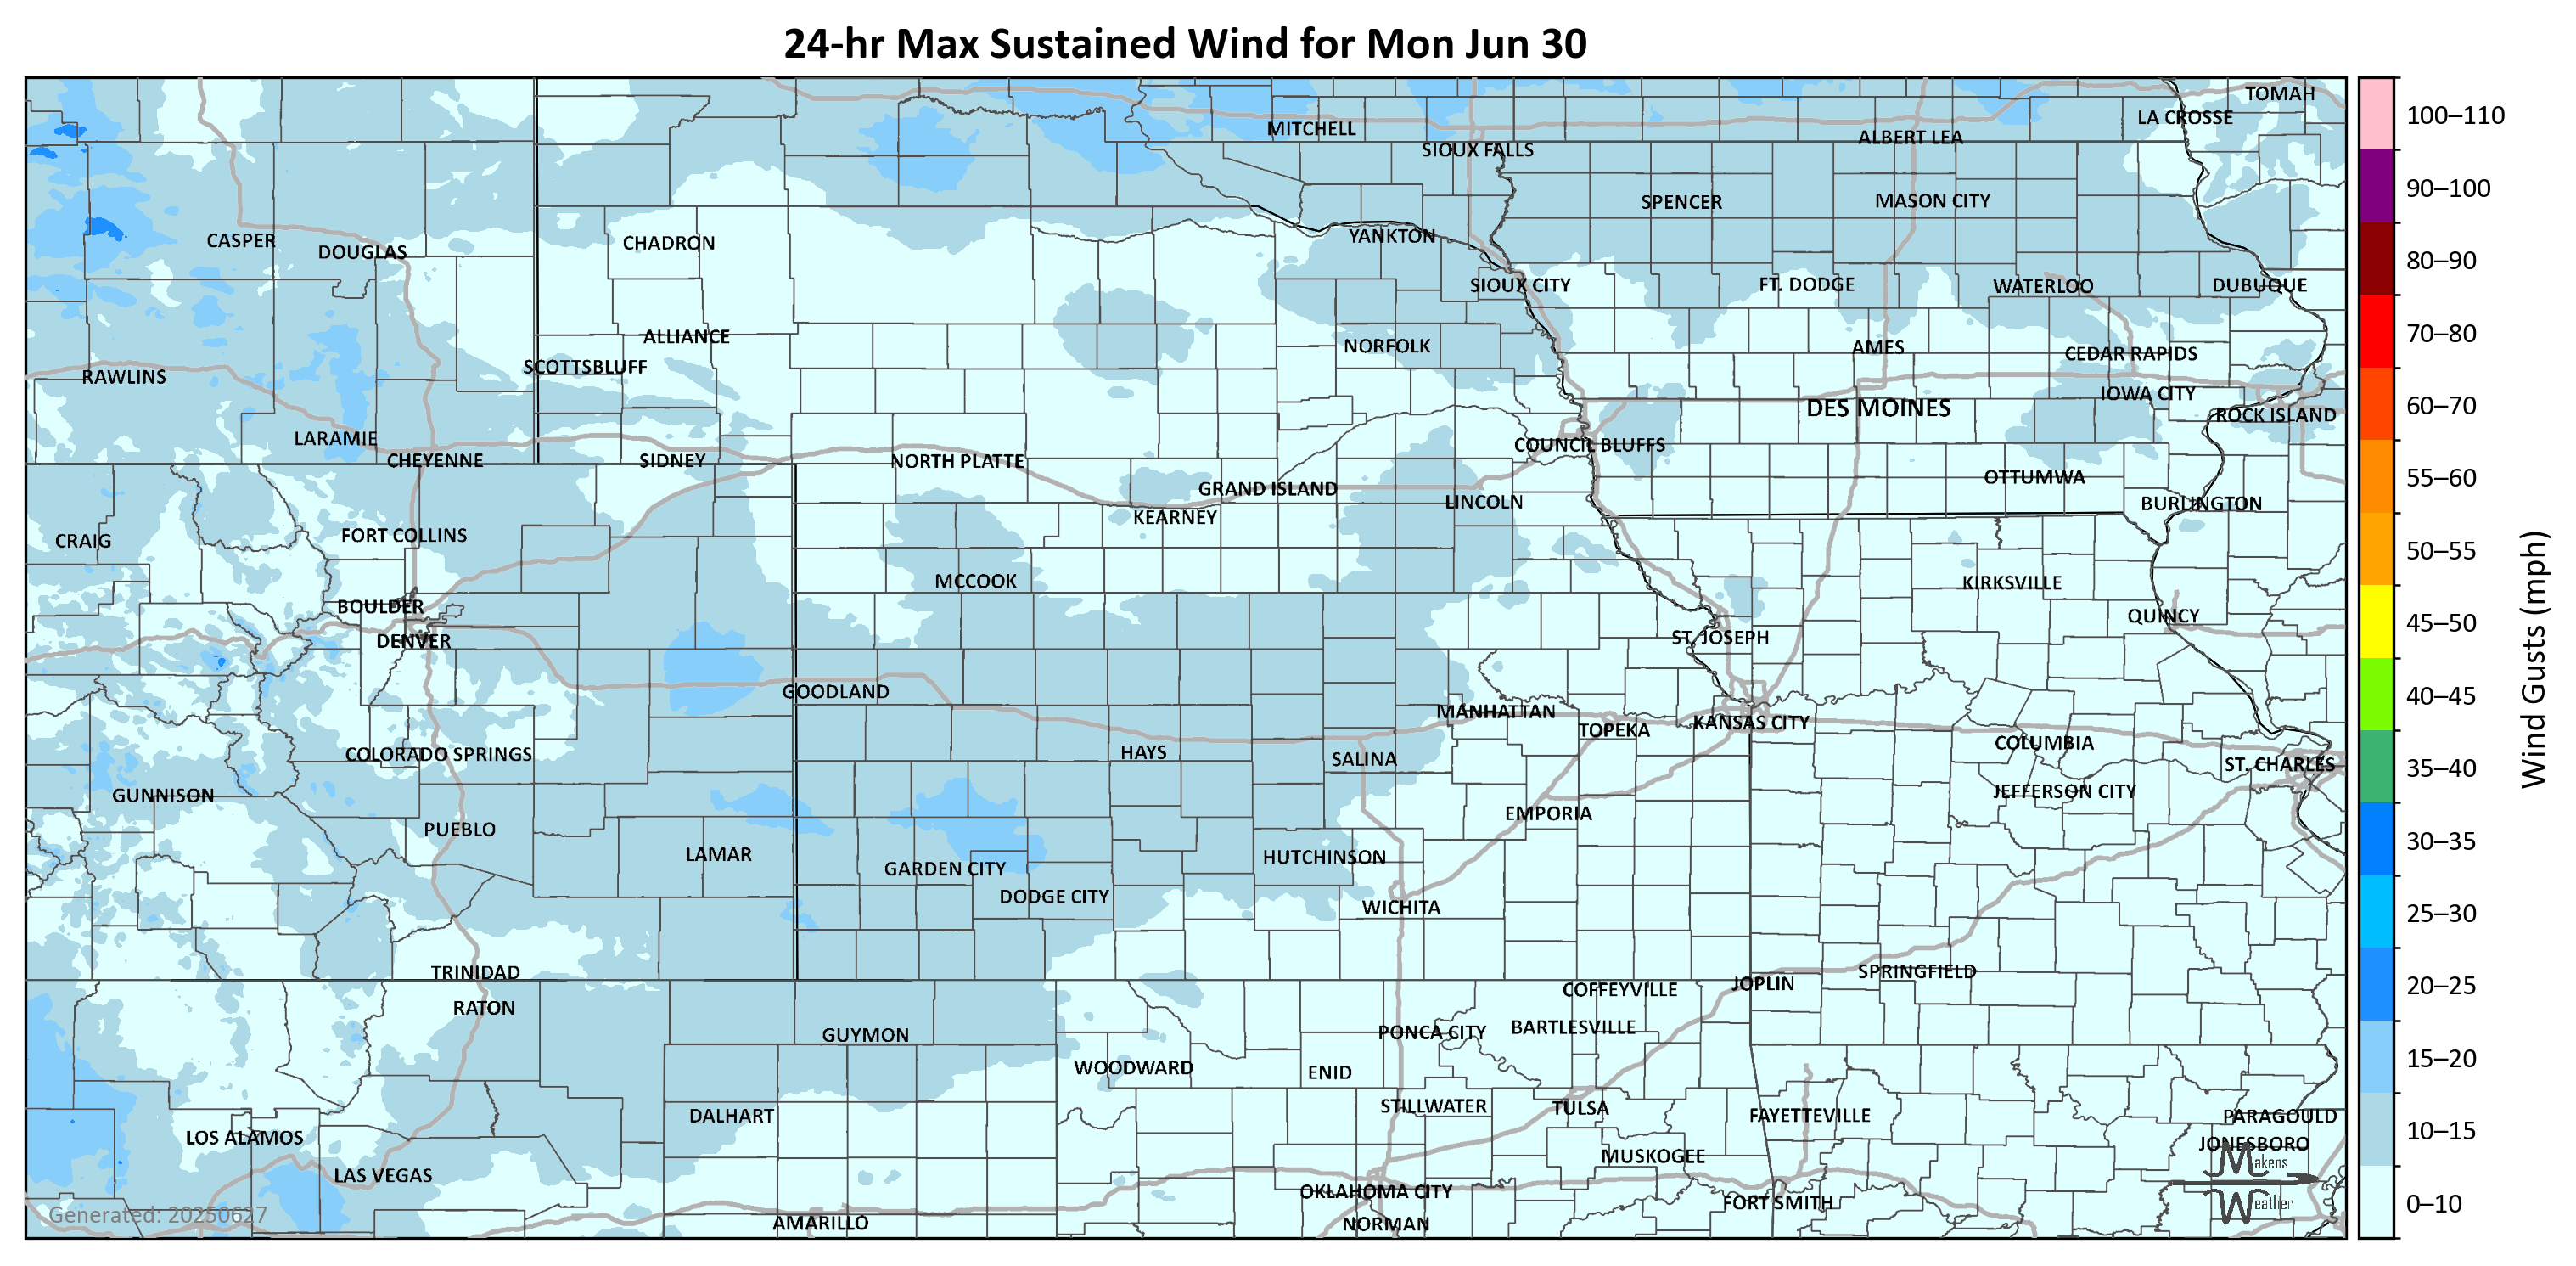 24-hr Max Sustained Wind for Mon Jun 30
TOMAH
LA CROSSE
MITCHELL
ALBERT LEA
SIOUX FALLS
SPENCER
MASON CITY
CASPER
DOUGLAS
CHADRON
YANKTON
SIOUX CITY
FT. DODGE
WATERLOO
DUBUQUE
ALLIANCE
NORFOLK
AMES
CEDAR RAPIDS
SCOTTSBLUFF
RAWLINS
IOWA CITY
DES MOINES
ROCK ISLAND
LARAMIE
COUNCIL BLUFFS
CHEYENNE
SIDNEY
NORTH PLATTE
OTTUMWA
GRAND ISLAND
LINCOLN
BURLINGTON
KEARNEY
CRAIG
FORT COLLINS
MCCOOK
KIRKSVILLE
BOULDER
QUINCY
DENVER
ST. JOSEPH
GOODLAND
MANHATTAN
TOPEKA
KANSAS CITY
COLORADO SPRINGS
HAYS
SALINA
COLUMBIA
ST. CHARLES
GUNNISON
JEFFERSON CITY
EMPORIA
PUEBLO
LAMAR
GARDEN CITY
HUTCHINSON
DODGE CITY
WICHITA
TRINIDAD
SPRINGFIELD
JOPLIN
COFFEYVILLE
RATON
GUYMON
PONCA CITY
BARTLESVILLE
WOODWARD
ENID
DALHART
STILLWATER
TULSA
FAYETTEVILLE
PARAGOULD
LOS ALAMOS
JONESBORO
LAS VEGAS
MUSKOGEE
OKLAHOMA CITY
FORT SMITH
AMARILLO
NORMAN
Generated: 20250627
Makens
Weather
100–110
90–100
80–90
70–80
60–70
55–60
50–55
45–50
40–45
35–40
30–35
25–30
20–25
15–20
10–15
0–10
Wind Gusts (mph)